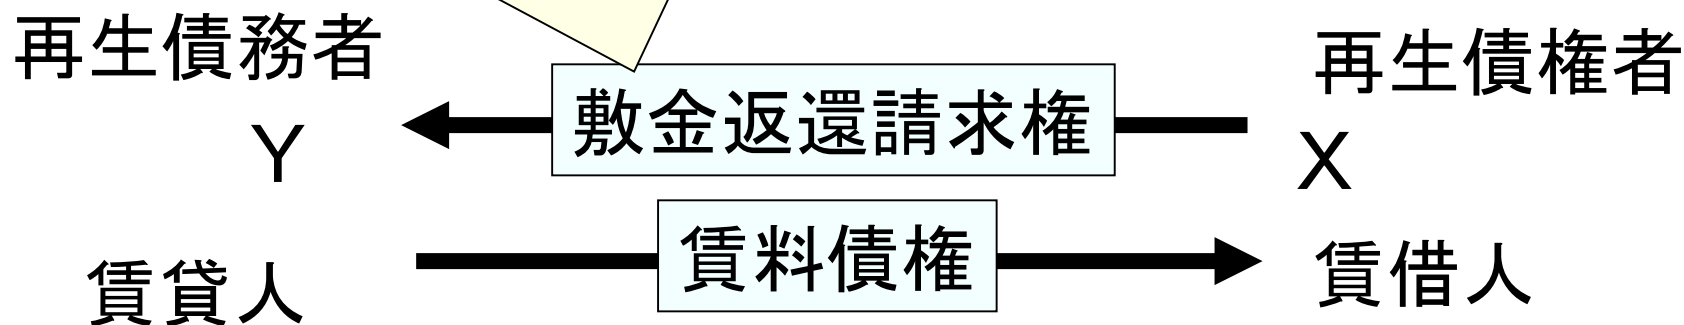 再生債務者
Y
敷金返還請求権
再生債権者
X
賃貸人
賃料債権
賃借人